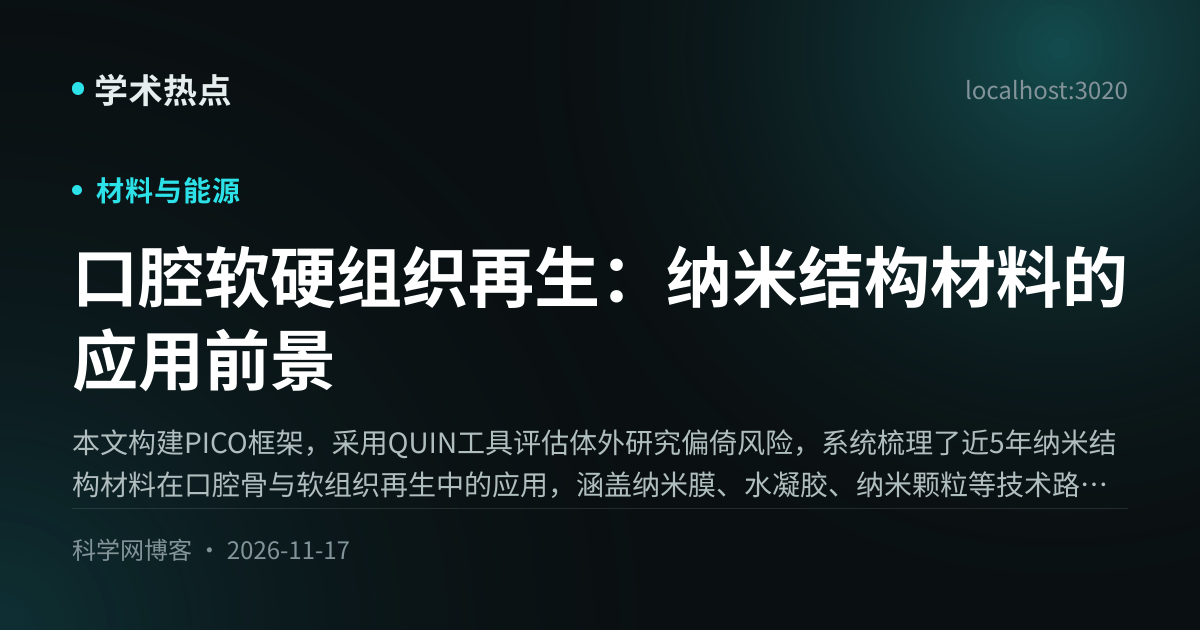 学术热点
localhost:3020
材料与能源
口腔软硬组织再生：纳米结构材料的
应用前景
本文构建PICO框架，采用QUIN工具评估体外研究偏倚风险，系统梳理了近5年纳米结
构材料在口腔骨与软组织再生中的应用，涵盖纳米膜、水凝胶、纳米颗粒等技术路…
科学网博客 • 2026-11-17